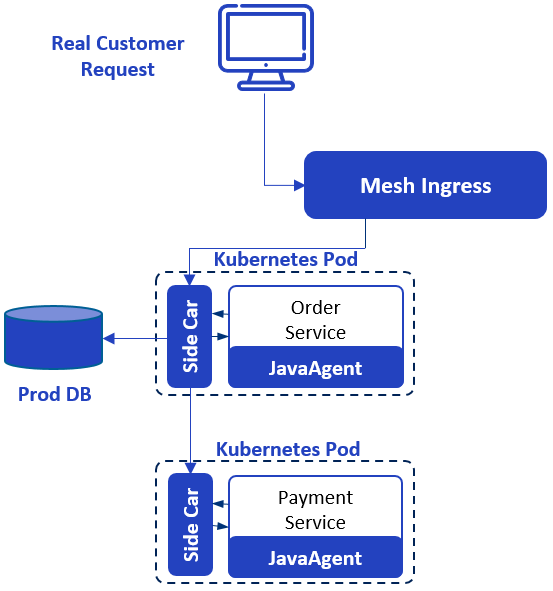 Real Customer
Request
Mesh Ingress
Kubernetes Pod
Side Car
Order
Service
JavaAgent
Prod DB
Kubernetes Pod
Side Car
Payment
Service
JavaAgent